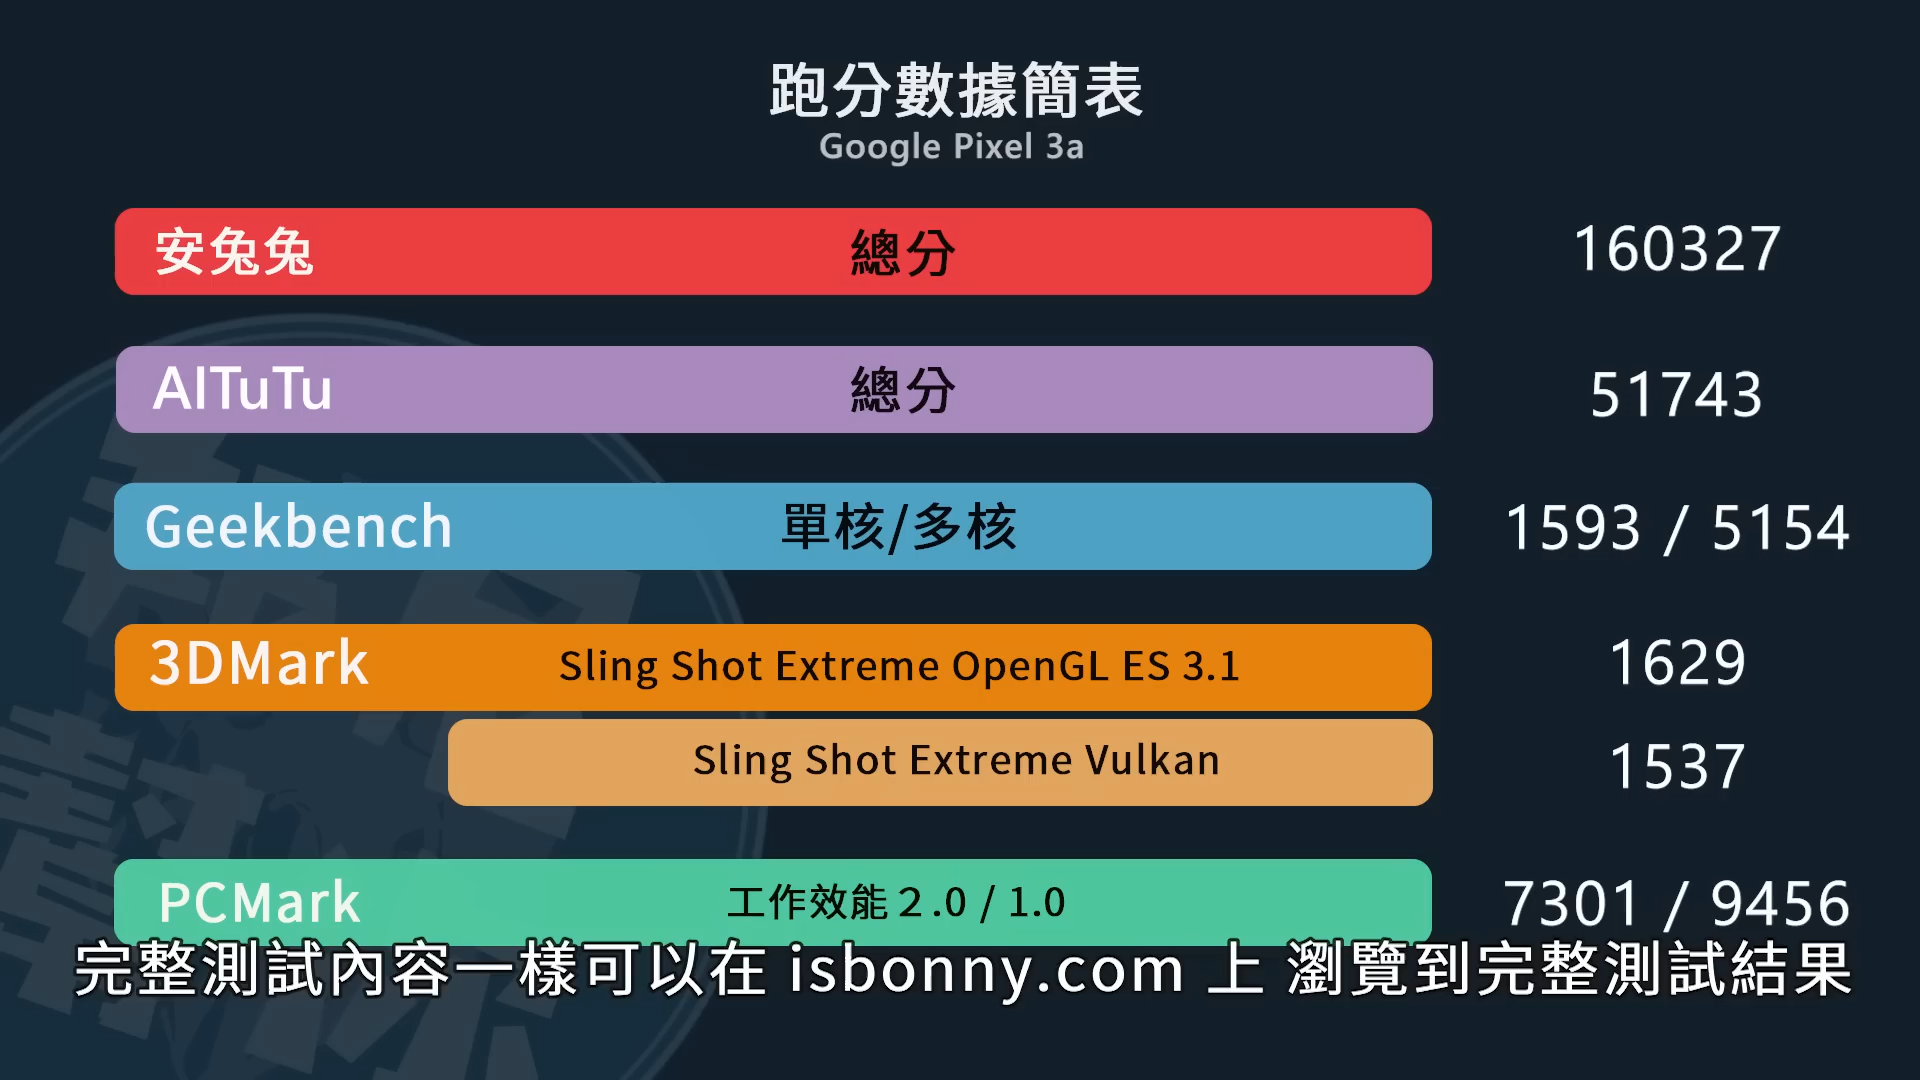 跑分數據簡表
Google Pixel 3a
安兔兔 總分 160327
AITuTu 總分 51743
Geekbench 單核/多核 1593 / 5154
3DMark Sling Shot Extreme OpenGL ES 3.1 1629
Sling Shot Extreme Vulkan 1537
PCMark 工作效能２.0 / 1.0 7301 / 9456
完整測試內容一樣可以在 isbonny.com 上 瀏覽到完整測試結果